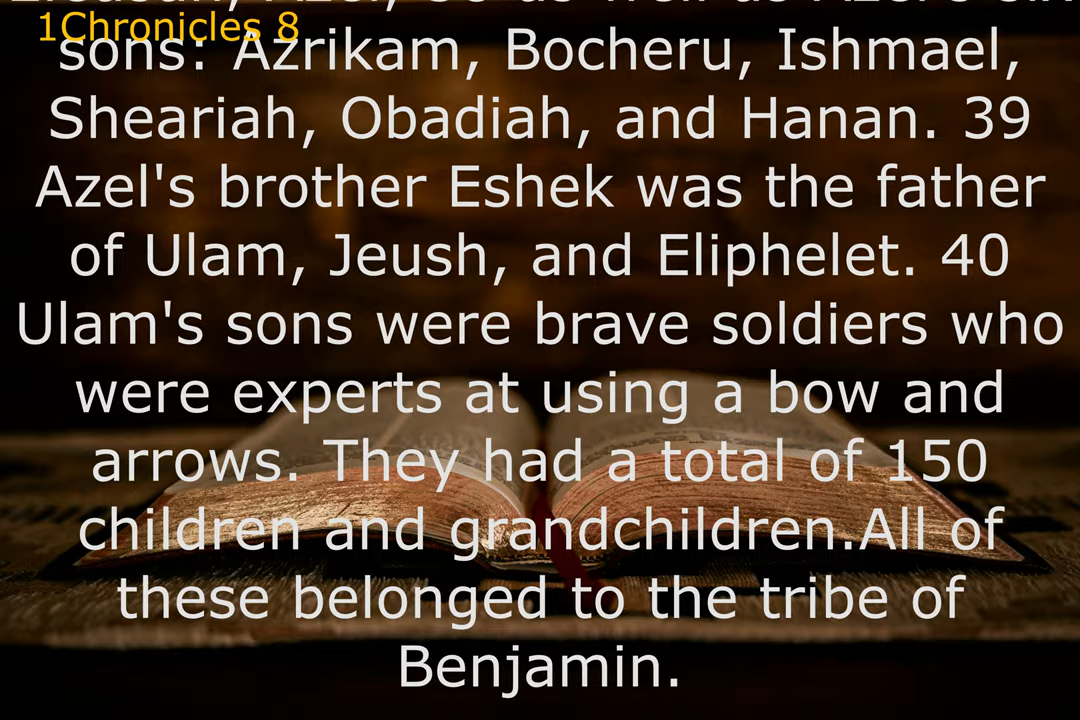 1Chronicles 8
sons: Azrikam, Bocheru, Ishmael,
Sheariah, Obadiah, and Hanan. 39
Azel's brother Eshek was the father
of Ulam, Jeush, and Eliphelet. 40
Ulam's sons were brave soldiers who
were experts at using a bow and
arrows. They had a total of 150
children and grandchildren.All of
these belonged to the tribe of
Benjamin.